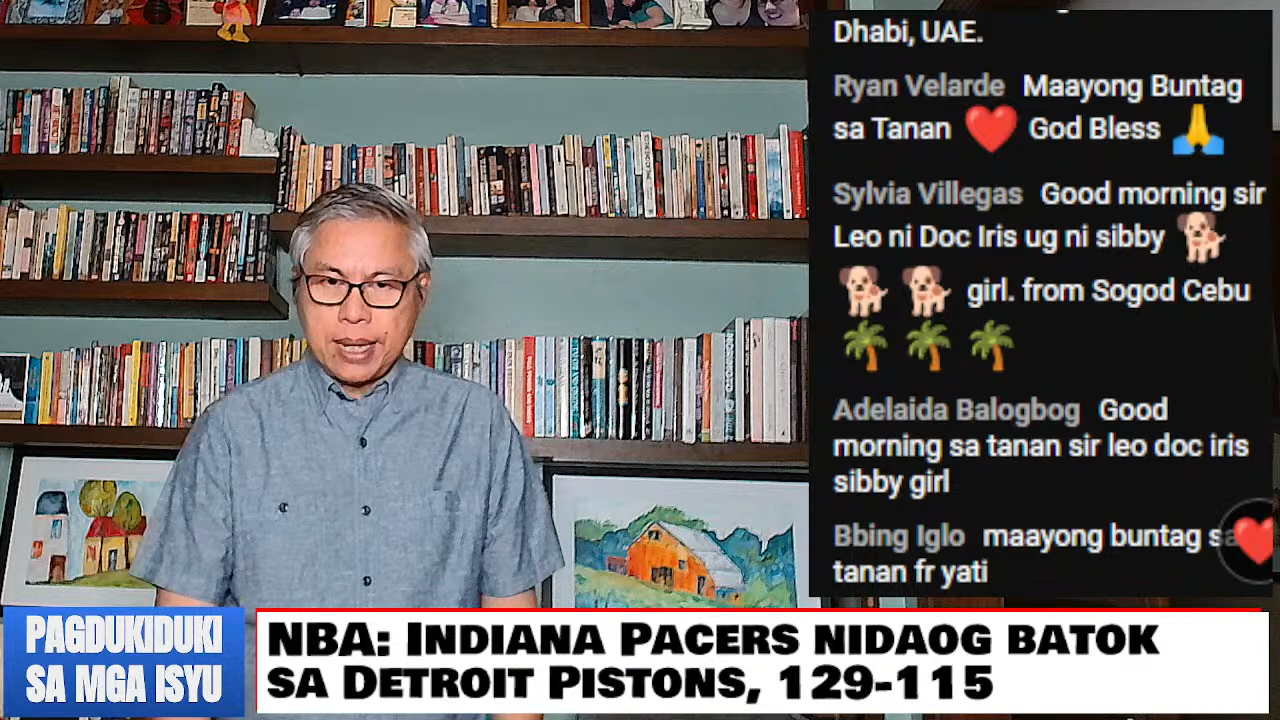 Dhabi, UAE.
Ryan Velarde Maayong Buntag
sa Tanan ❤️ God Bless 🙏
Sylvia Villegas Good morning sir
Leo ni Doc Iris ug ni sibby 🐕
🐕 🐕 girl. from Sogod Cebu
🌴 🌴 🌴
Adelaida Balogbog Good
morning sa tanan sir leo doc iris
sibby girl
Bbing Iglo maayong buntag sa
tanan fr yati
PAGDUKIDUKI
SA MGA ISYU
NBA: INDIANA PACERS NIDAOG BATOK
SA DETROIT PISTONS, 129-115